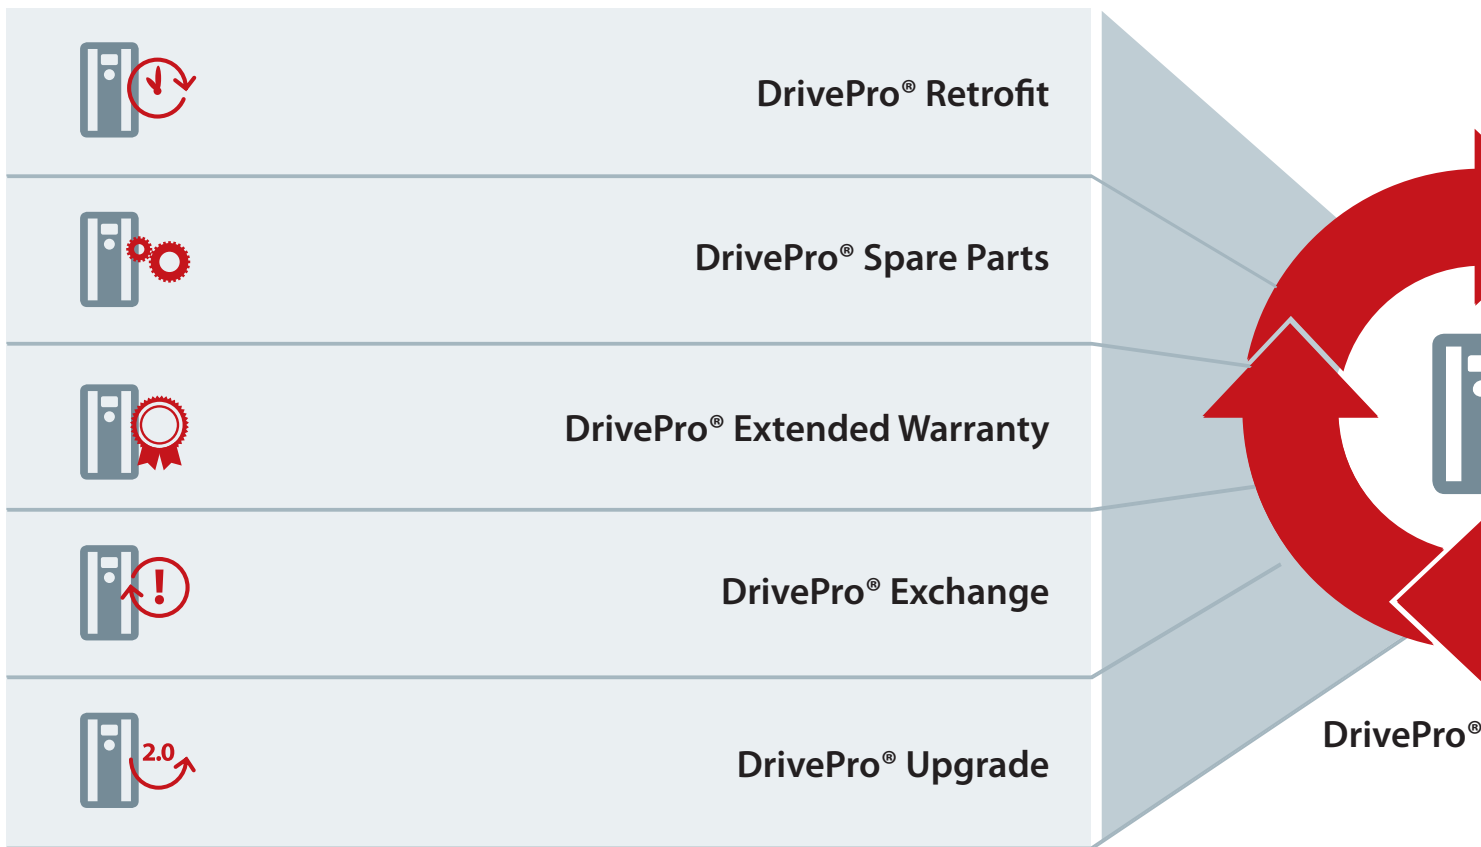 DrivePro® Retrofit
DrivePro® Spare Parts
DrivePro® Extended Warranty
!
DrivePro® Exchange
2.0
DrivePro® Upgrade
DrivePro®